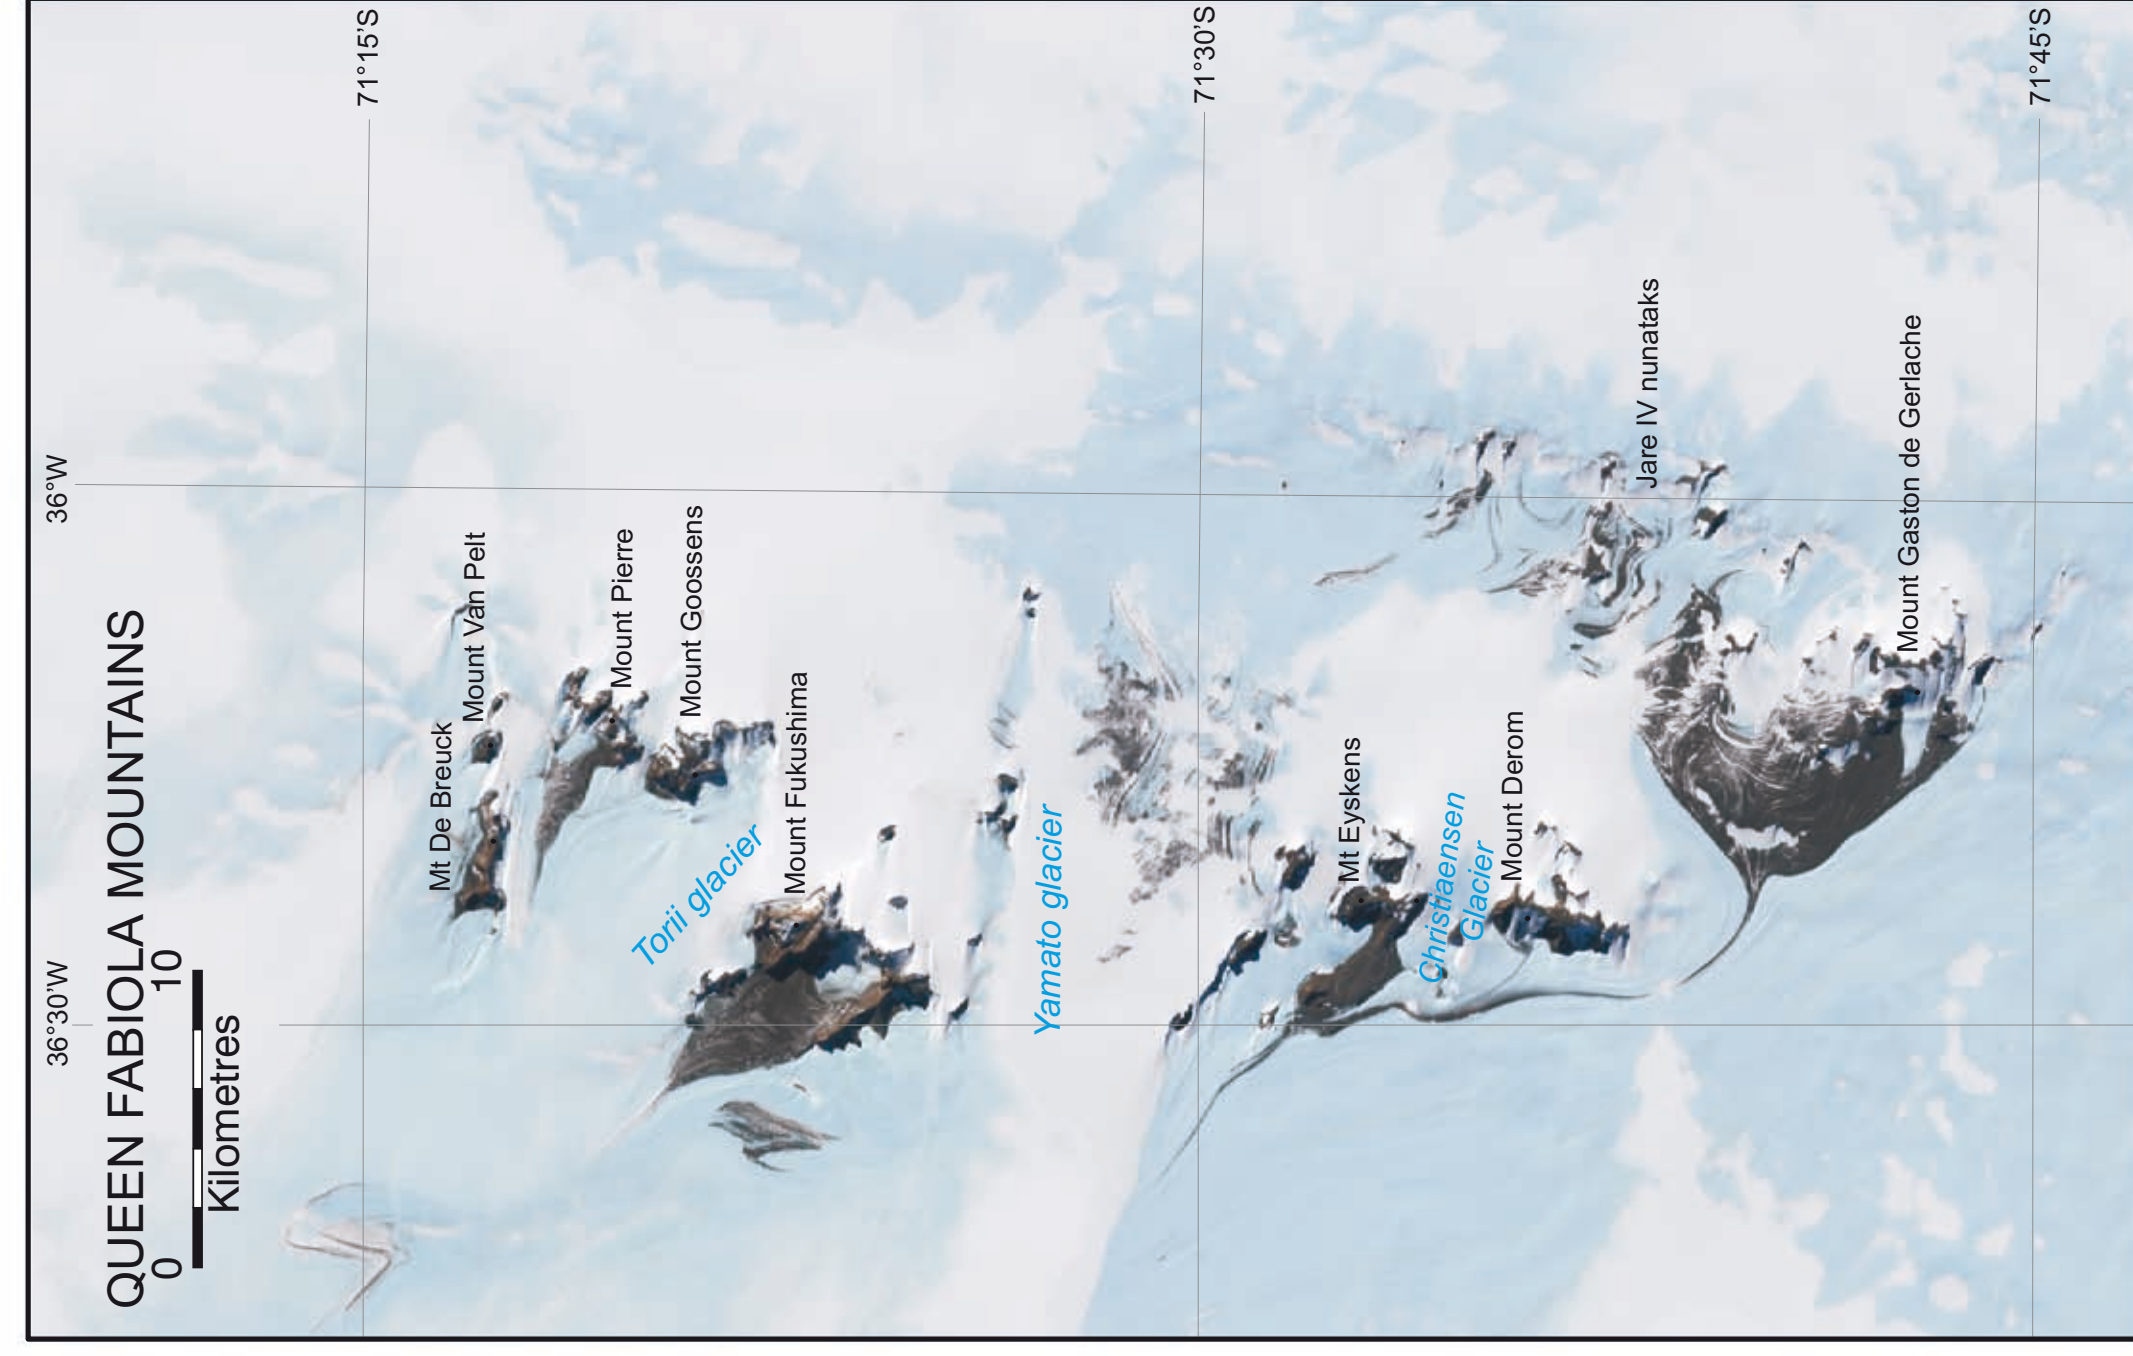 QUEEN FABIOLA MOUNTAINS
0 10
Kilometres
36°W
36°30'W
71°15'S
71°30'S
71°45'S
Mt De Breuck
Mount Van Pelt
Mount Pierre
Mount Goossens
Torii glacier
Mount Fukushima
Yamato glacier
Mt Eyskens
Christiaensen
Glacier
Mount Derom
Jare IV nunataks
Mount Gaston de Gerlache